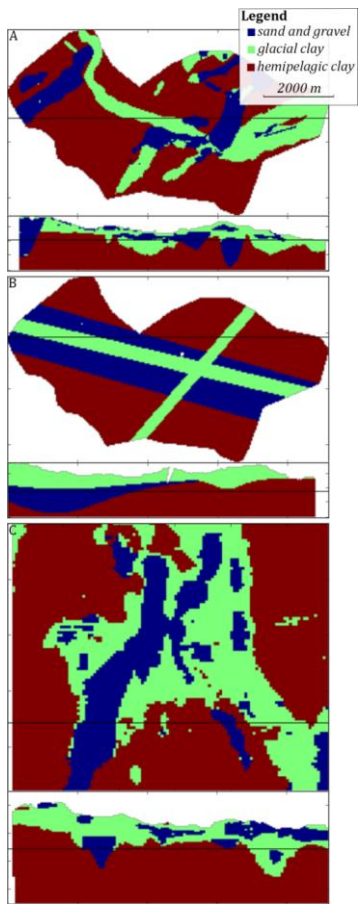 Legend
sand and gravel
glacial clay
hemipelagic clay
2000 m
A
B
C